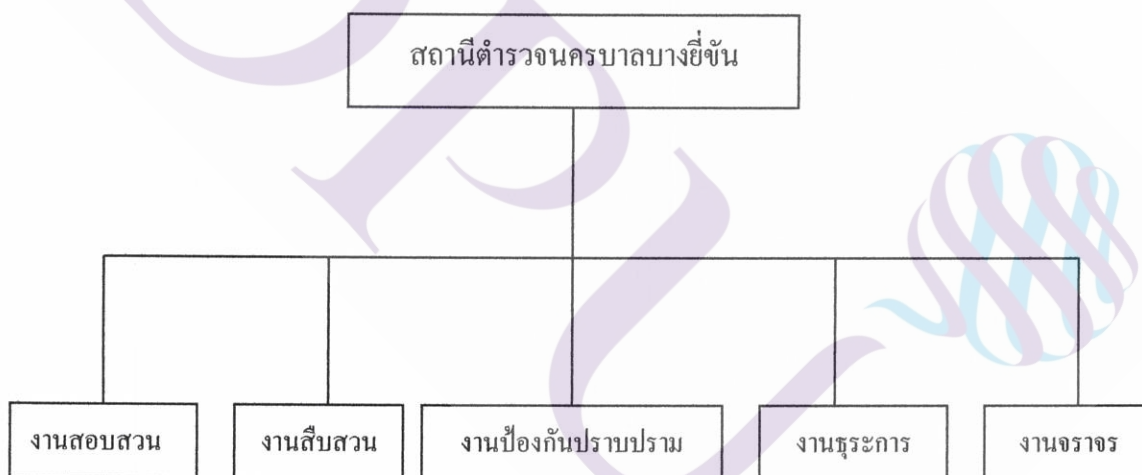 สถานีตำรวจนครบาลบางยี่ขัน
งานสอบสวน
งานสืบสวน
งานป้องกันปราบปราม
งานธุระการ
งานจราจร